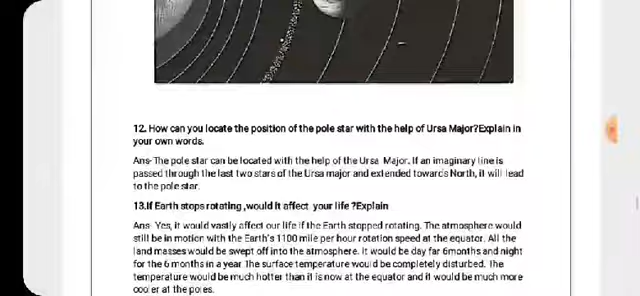 12. How can you locate the position of the pole star with the help of Ursa Major?Explain in
your own words.
Ans-The pole star can be located with the help of the Ursa Major. If an imaginary line is
passed through the last two stars of the Ursa major and extended towards North, it will lead
to the pole star.
13.If Earth stops rotating ,would it affect your life ?Explain
Ans- Yes, it would vastly affect our life if the Earth stopped rotating. The atmosphere would
still be in motion with the Earth's 1100 mile per hour rotation speed at the equator. All the
land masses would be swept off into the atmosphere. It would be day for 6months and night
for the 6 months in a year The surface temperature would be completely disturbed. The
temperature would be much hotter than it is now at the equator and it would be much more
cooler at the poles.